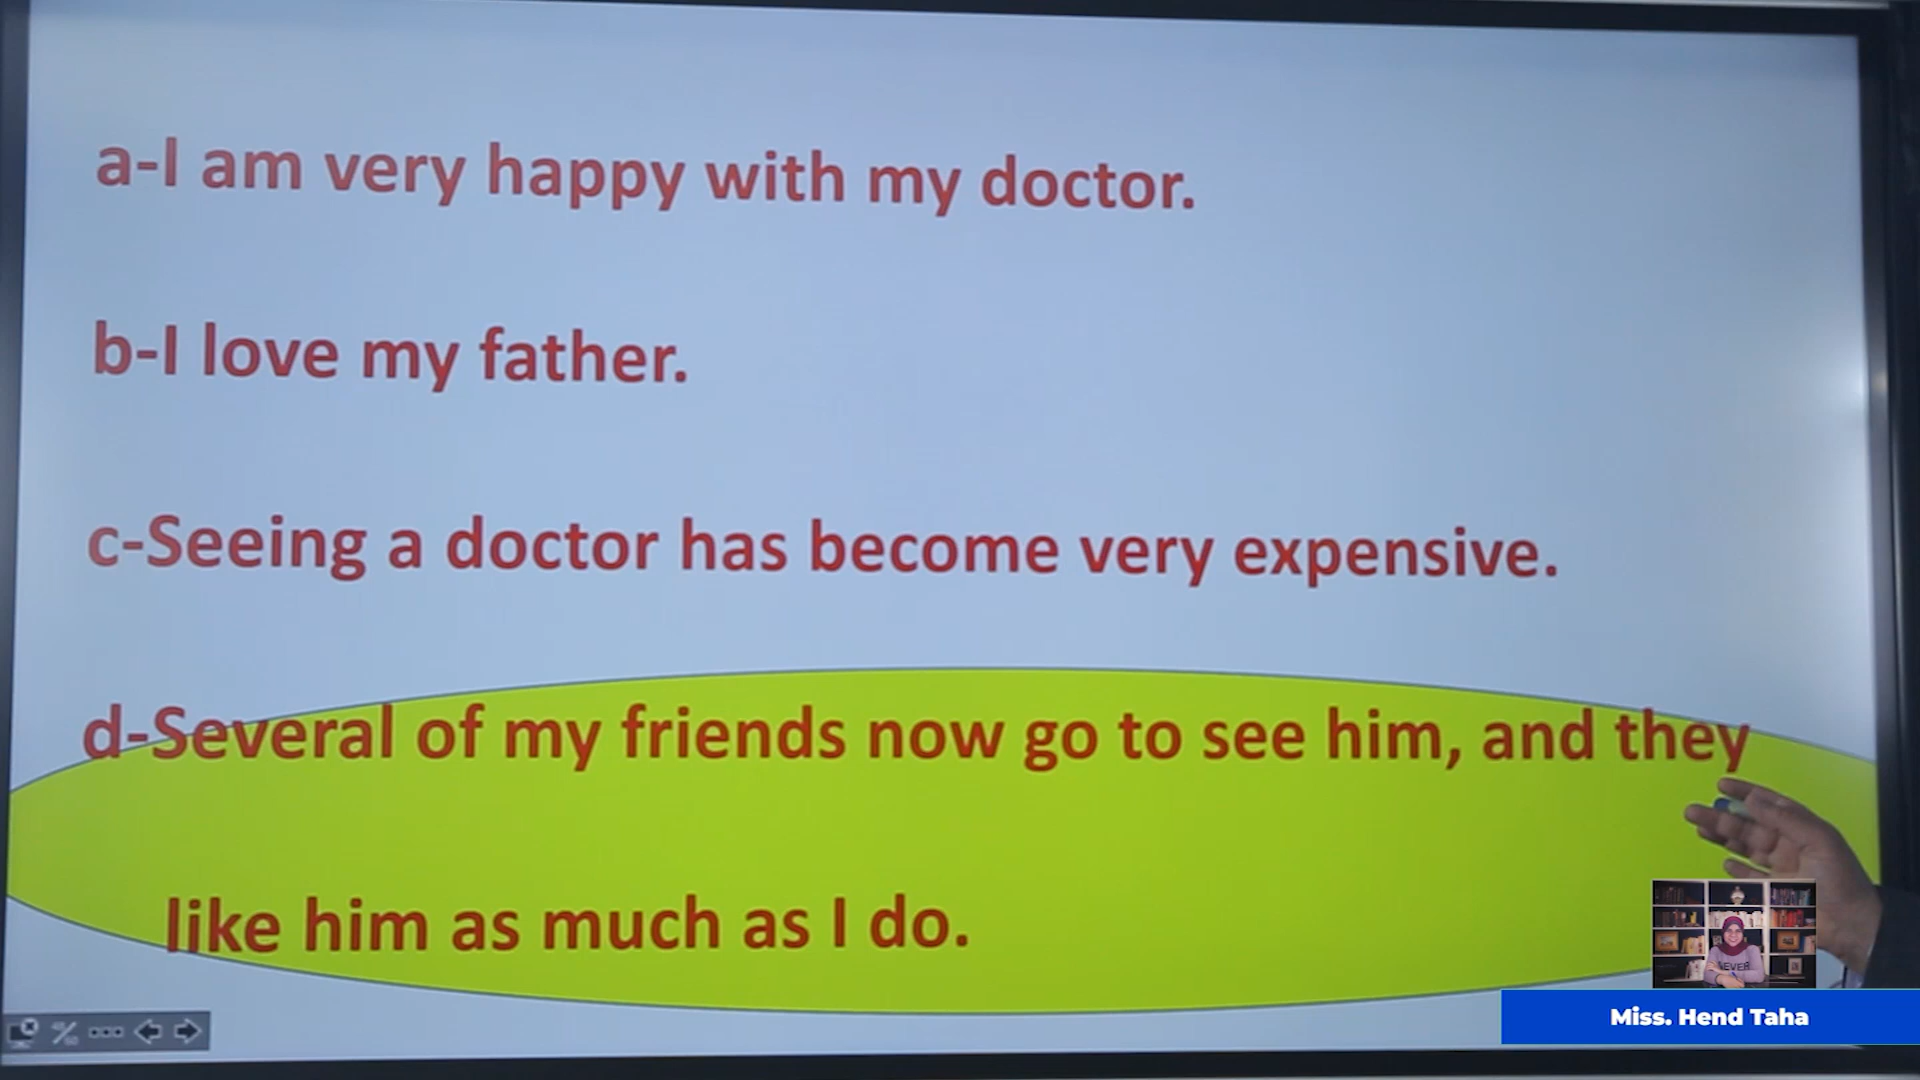 a-I am very happy with my doctor.
b-I love my father.
c-Seeing a doctor has become very expensive.
d-Several of my friends now go to see him, and they
like him as much as I do.
NEVER
Miss. Hend Taha